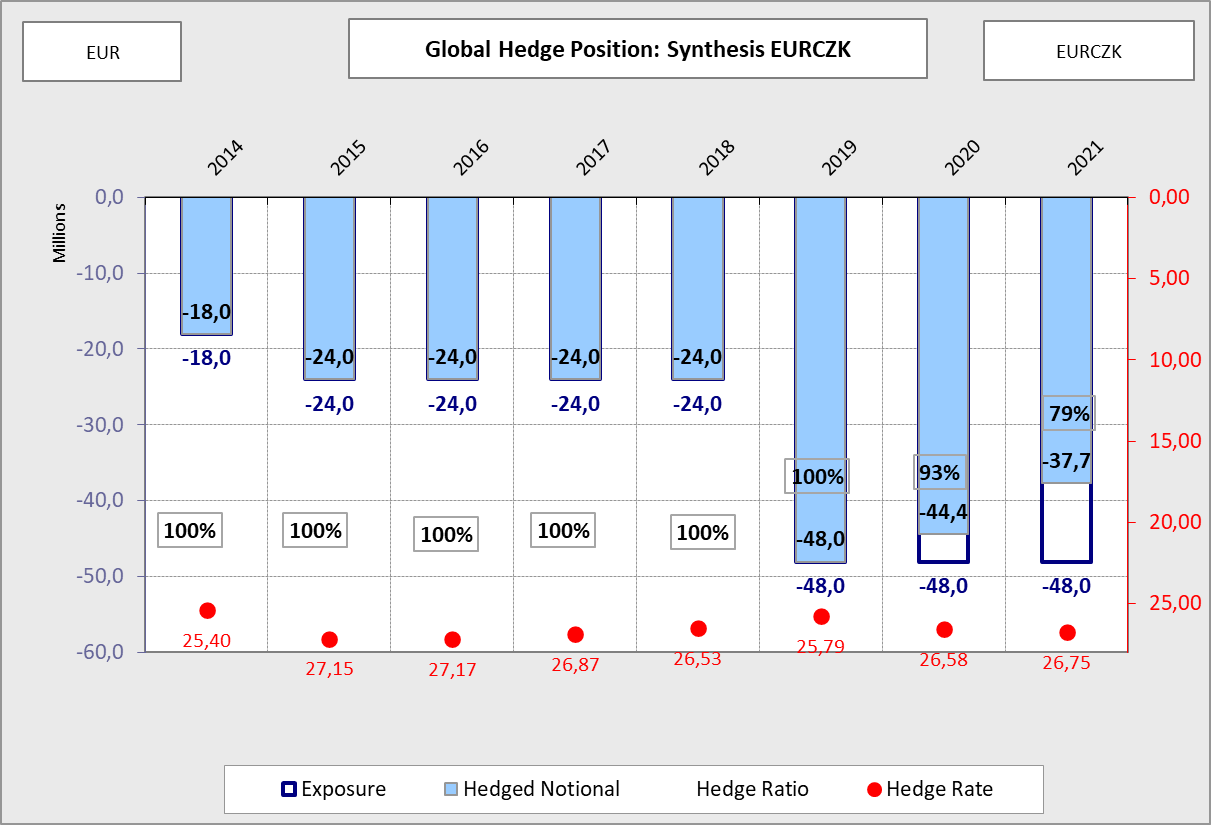 EUR
Global Hedge Position: Synthesis EURCZK
EURCZK
2014 2015 2016 2017 2018 2019 2020 2021
Millions
0,0
-10,0
-20,0
-30,0
-40,0
-50,0
-60,0
0,00
5,00
10,00
15,00
20,00
25,00
-18,0 -24,0 -24,0 -24,0 -24,0 -48,0 -44,4 -37,7
-18,0 -24,0 -24,0 -24,0 -24,0 -48,0 -48,0 -48,0
100% 100% 100% 100% 100% 100% 93% 79%
25,40 27,15 27,17 26,87 26,53 25,79 26,58 26,75
Exposure Hedged Notional Hedge Ratio Hedge Rate